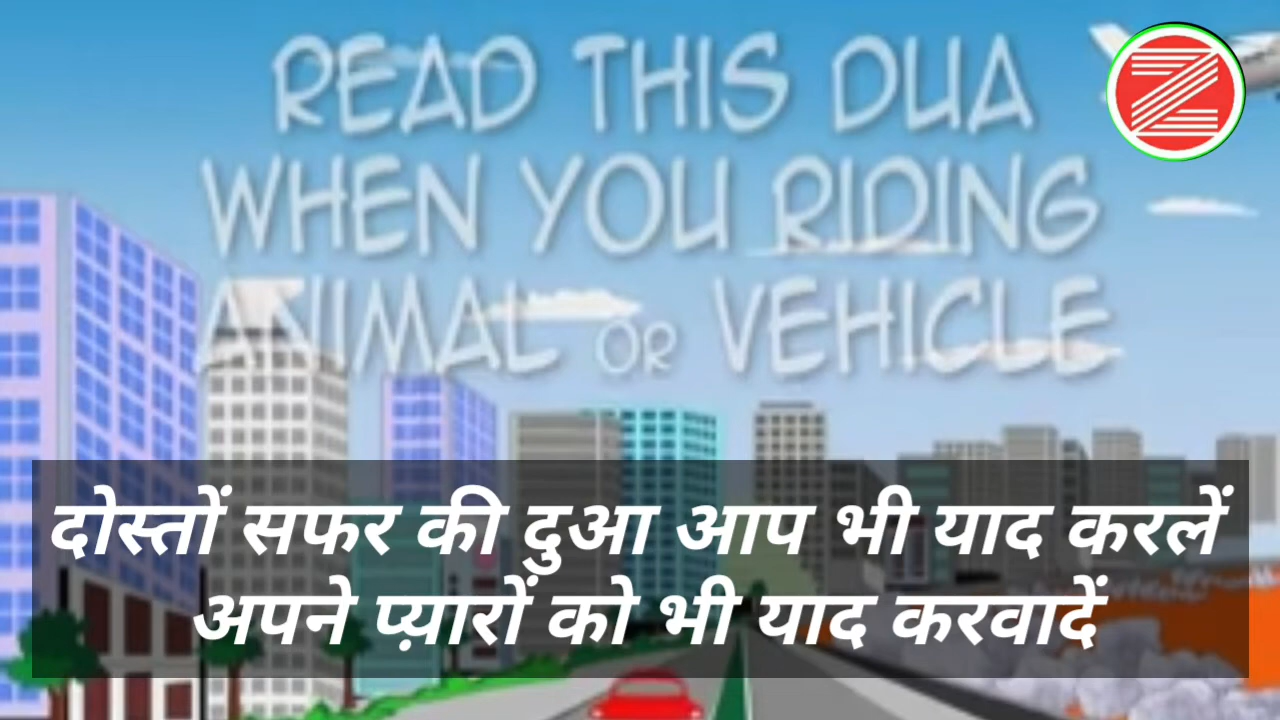 READ THIS DUA
WHEN YOU RIDING
ANIMAL OR VEHICLE
दोस्तों सफर की दुआ आप भी याद करलें
अपने प्य़ारों को भी याद करवादें
Z